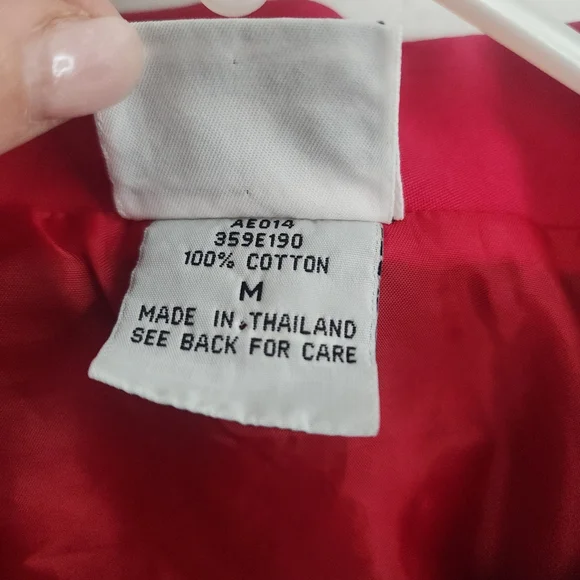 AE014
359E190
100% COTTON
M
MADE IN THAILAND
SEE BACK FOR CARE